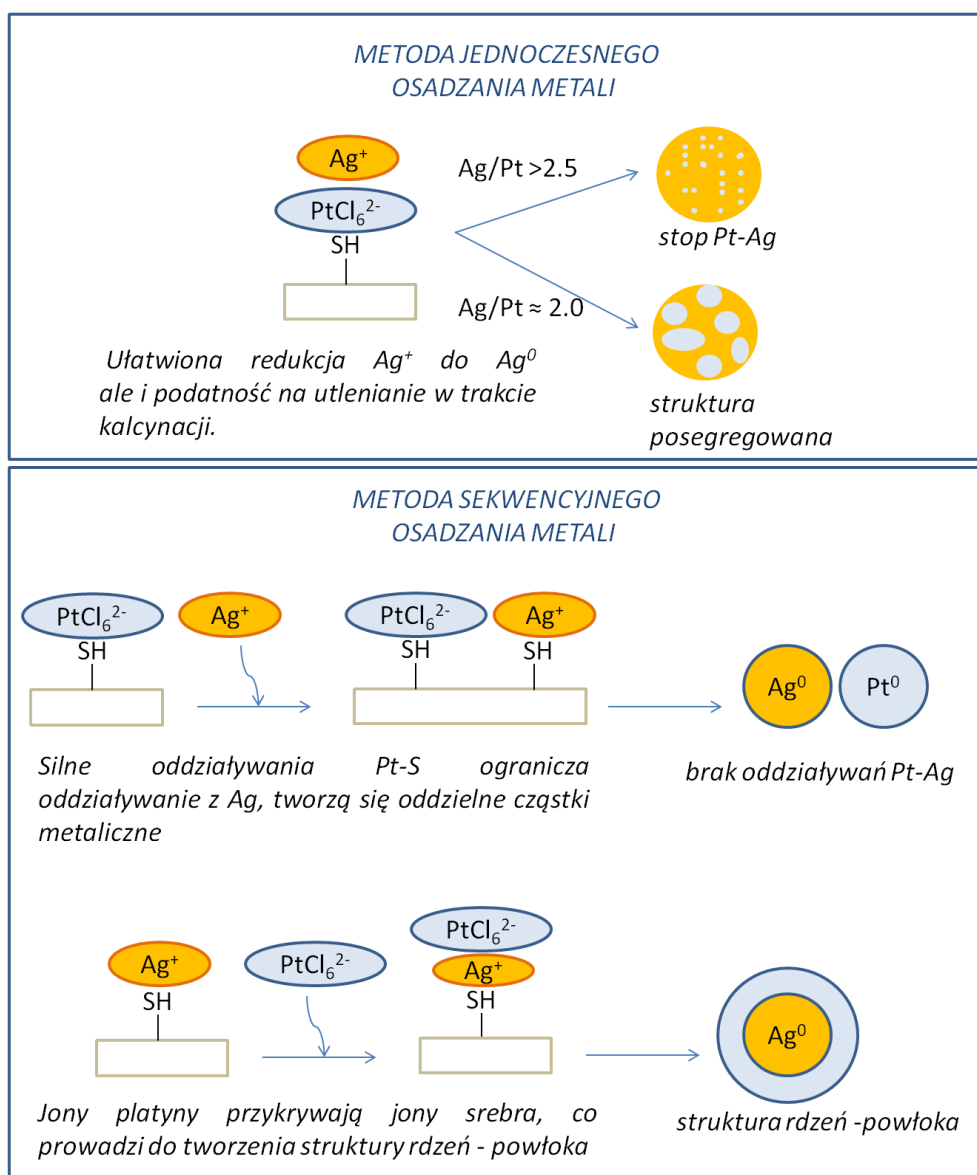 METODA JEDNOCZESNEGO
OSADZANIA METALI
Ag⁺
PtCl₆²⁻
SH
Ag/Pt >2.5
stop Pt-Ag
Ag/Pt ≈ 2.0
struktura
posegregowana
Ułatwiona redukcja Ag⁺ do Ag⁰
ale i podatność na utlenianie w trakcie
kalcynacji.
METODA SEKWENCYJNEGO
OSADZANIA METALI
PtCl₆²⁻
SH
Ag⁺
PtCl₆²⁻
SH
Ag⁺
SH
Ag⁰
Pt⁰
Silne oddziaływania Pt-S ogranicza
oddziaływanie z Ag, tworzą się oddzielne cząstki
metaliczne
brak oddziaływań Pt-Ag
Ag⁺
SH
PtCl₆²⁻
PtCl₆²⁻
Ag⁺
SH
Ag⁰
Jony platyny przykrywają jony srebra, co
prowadzi do tworzenia struktury rdzeń - powłoka
struktura rdzeń -powłoka